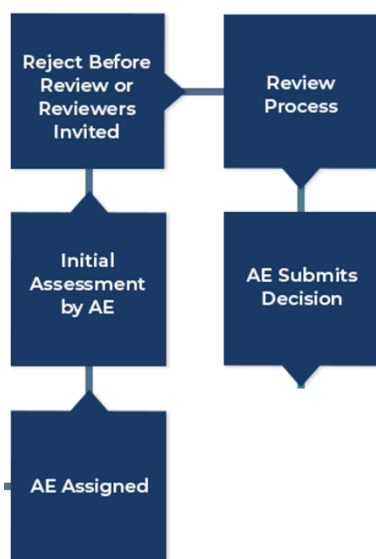 Reject Before
Review or
Reviewers
Invited
Review
Process
Initial
Assessment
by AE
AE Submits
Decision
AE Assigned